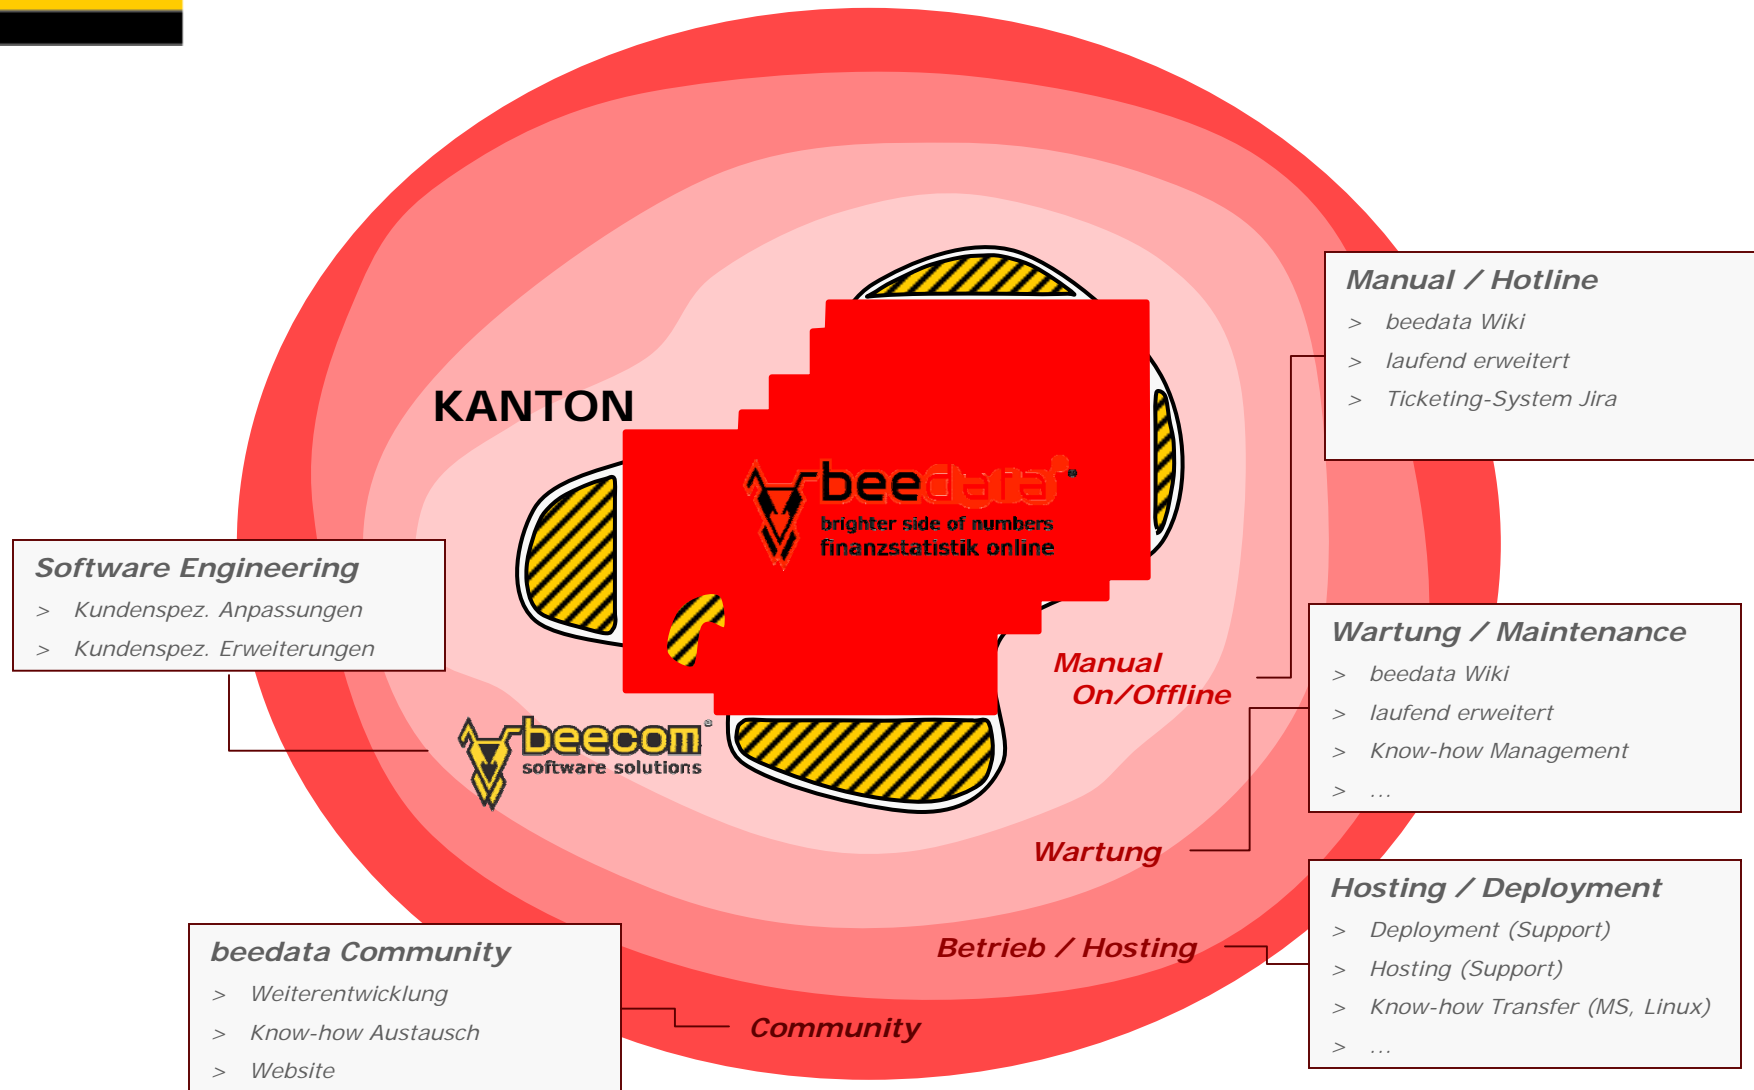 Manual / Hotline
> beedata Wiki
> laufend erweitert
> Ticketing-System Jira
KANTON
beedata®
brighter side of numbers
finanzstatistik online
Software Engineering
> Kundenspez. Anpassungen
> Kundenspez. Erweiterungen
Manual
On/Offline
Wartung / Maintenance
> beedata Wiki
> laufend erweitert
> Know-how Management
> ...
beecom®
software solutions
Wartung
Hosting / Deployment
> Deployment (Support)
> Hosting (Support)
> Know-how Transfer (MS, Linux)
> ...
Betrieb / Hosting
beedata Community
> Weiterentwicklung
> Know-how Austausch
> Website
Community